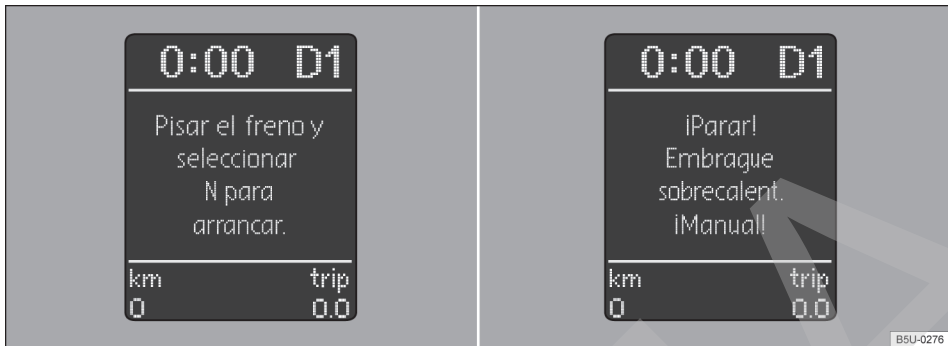 0:00 D1
Pisar el freno y
seleccionar
N para
arrancar.
km trip
0 0.0
0:00 D1
¡Parar!
Embrague
sobrecalent.
¡Manual!
km trip
0 0.0
B5U-0276